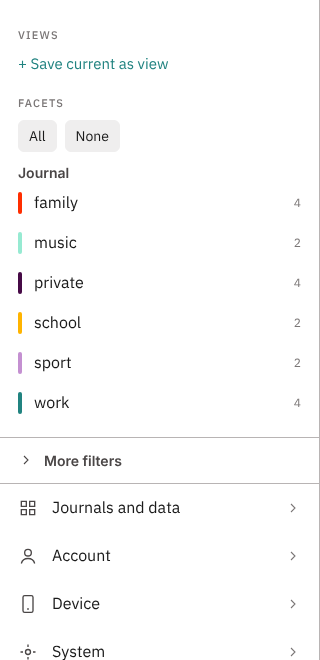 VIEWS
+ Save current as view
FACETS
All None
Journal
family 4
music 2
private 4
school 2
sport 2
work 4
More filters
Journals and data
Account
Device
System